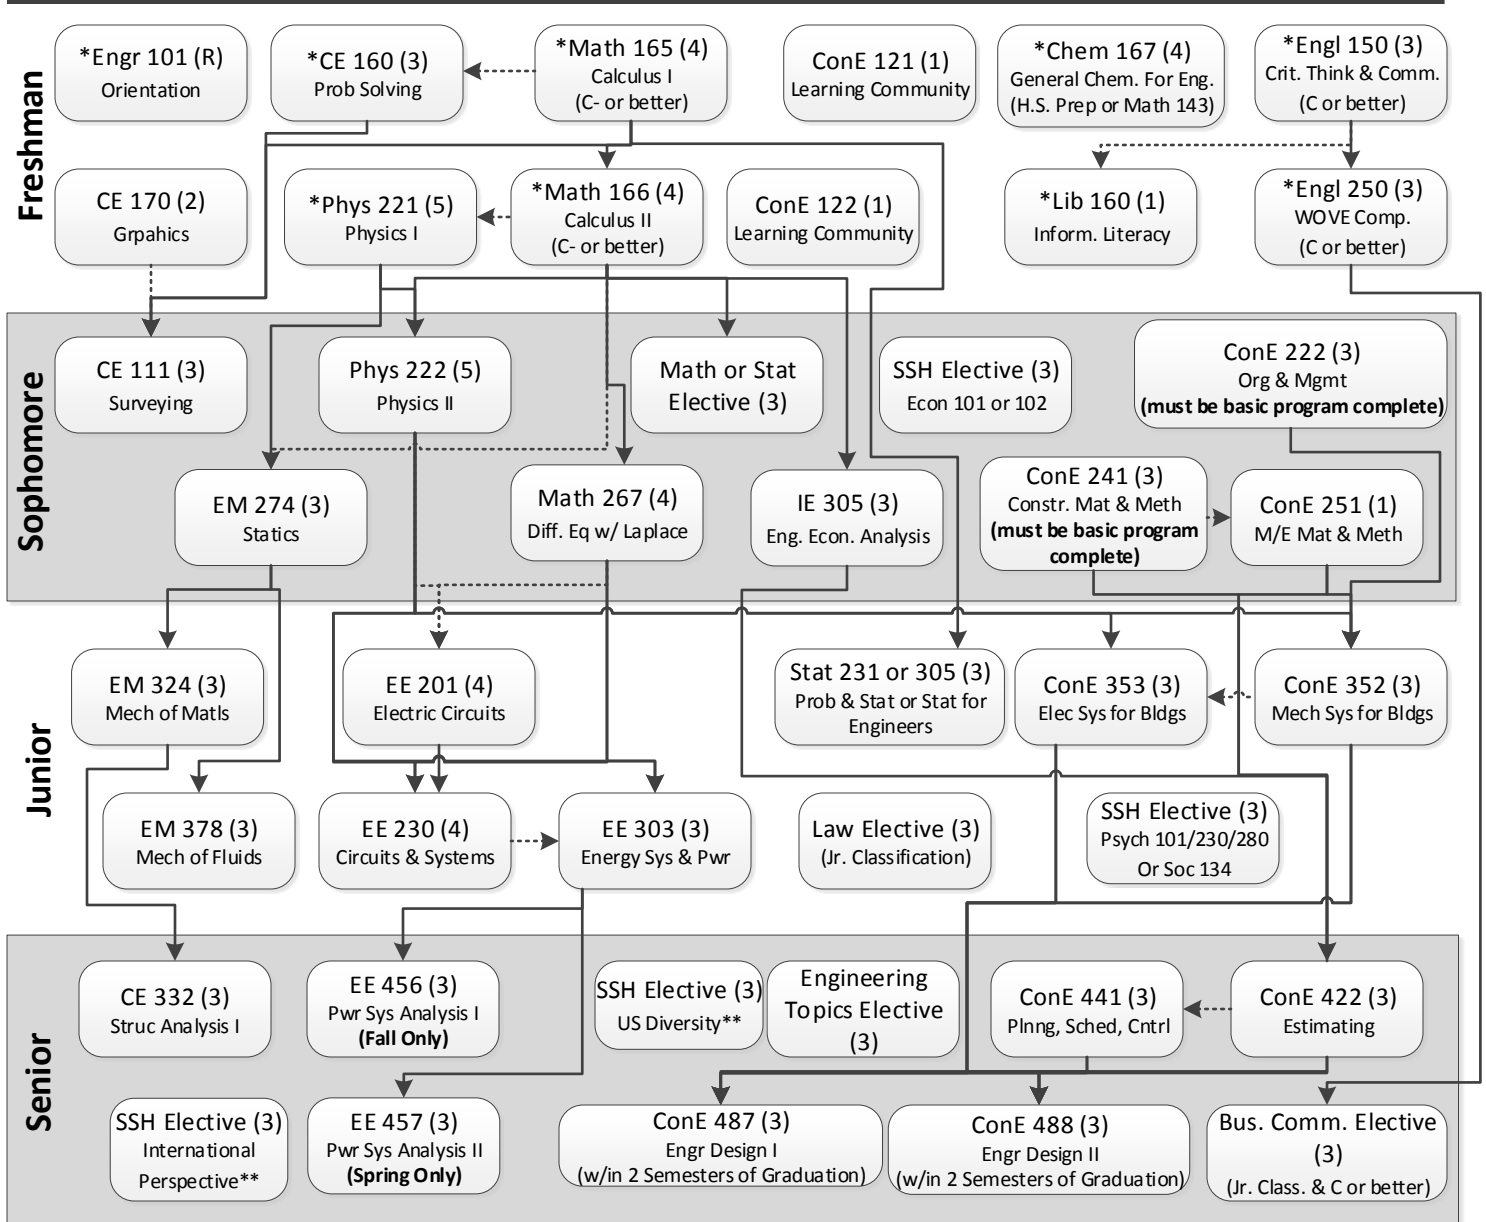 Freshman
*Engr 101 (R)
Orientation
*CE 160 (3)
Prob Solving
*Math 165 (4)
Calculus I
(C- or better)
ConE 121 (1)
Learning Community
*Chem 167 (4)
General Chem. For Eng.
(H.S. Prep or Math 143)
*Engl 150 (3)
Crit. Think & Comm.
(C or better)
CE 170 (2)
Grpahics
*Phys 221 (5)
Physics I
*Math 166 (4)
Calculus II
(C- or better)
ConE 122 (1)
Learning Community
*Lib 160 (1)
Inform. Literacy
*Engl 250 (3)
WOVE Comp.
(C or better)
Sophomore
CE 111 (3)
Surveying
Phys 222 (5)
Physics II
Math or Stat
Elective (3)
SSH Elective (3)
Econ 101 or 102
ConE 222 (3)
Org & Mgmt
(must be basic program complete)
EM 274 (3)
Statics
Math 267 (4)
Diff. Eq w/ Laplace
IE 305 (3)
Eng. Econ. Analysis
ConE 241 (3)
Constr. Mat & Meth
(must be basic program
complete)
ConE 251 (1)
M/E Mat & Meth
Junior
EM 324 (3)
Mech of Matls
EE 201 (4)
Electric Circuits
Stat 231 or 305 (3)
Prob & Stat or Stat for
Engineers
ConE 353 (3)
Elec Sys for Bldgs
ConE 352 (3)
Mech Sys for Bldgs
EM 378 (3)
Mech of Fluids
EE 230 (4)
Circuits & Systems
EE 303 (3)
Energy Sys & Pwr
Law Elective (3)
(Jr. Classification)
SSH Elective (3)
Psych 101/230/280
Or Soc 134
Senior
CE 332 (3)
Struc Analysis I
EE 456 (3)
Pwr Sys Analysis I
(Fall Only)
SSH Elective (3)
US Diversity**
Engineering
Topics Elective
(3)
ConE 441 (3)
Plnng, Sched, Cntrl
ConE 422 (3)
Estimating
SSH Elective (3)
International
Perspective**
EE 457 (3)
Pwr Sys Analysis II
(Spring Only)
ConE 487 (3)
Engr Design I
(w/in 2 Semesters of Graduation)
ConE 488 (3)
Engr Design II
(w/in 2 Semesters of Graduation)
Bus. Comm. Elective
(3)
(Jr. Class. & C or better)